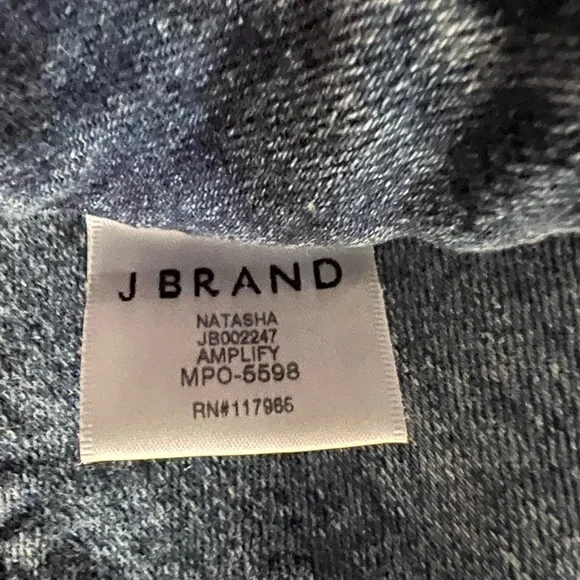 J BRAND
NATASHA
JB002247
AMPLIFY
MPO-5598
RN#117965